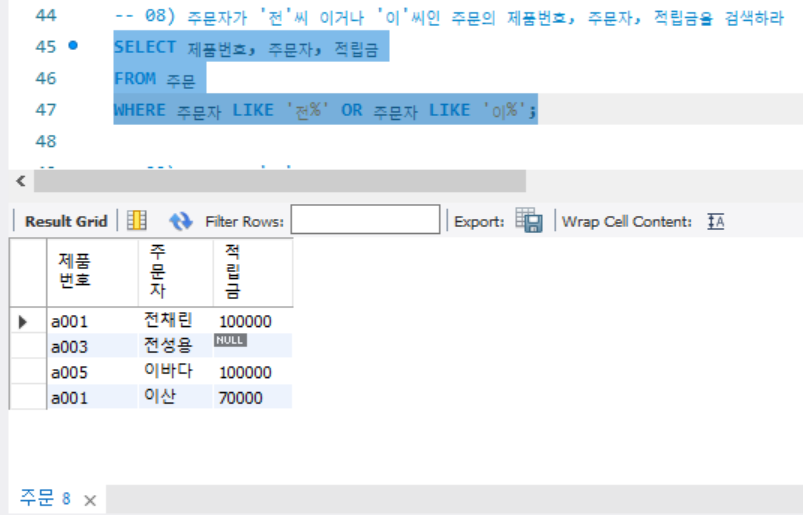 44 -- 08) 주문자가 '전'씨 이거나 '이'씨인 주문의 제품번호, 주문자, 적립금을 검색하라
45 SELECT 제품번호, 주문자, 적립금
46 FROM 주문
47 WHERE 주문자 LIKE '전%' OR 주문자 LIKE '이%';
48
Result Grid Filter Rows: Export: Wrap Cell Content:
제품번호 주문자 적립금
a001 전채린 100000
a003 전성용 NULL
a005 이바다 100000
a001 이산 70000
주문 8